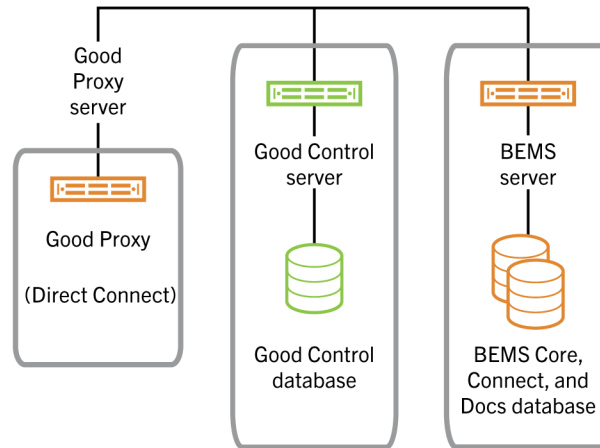 Good
Proxy
server
Good Proxy
(Direct Connect)
Good Control
server
Good Control
database
BEMS
server
BEMS Core,
Connect, and
Docs database